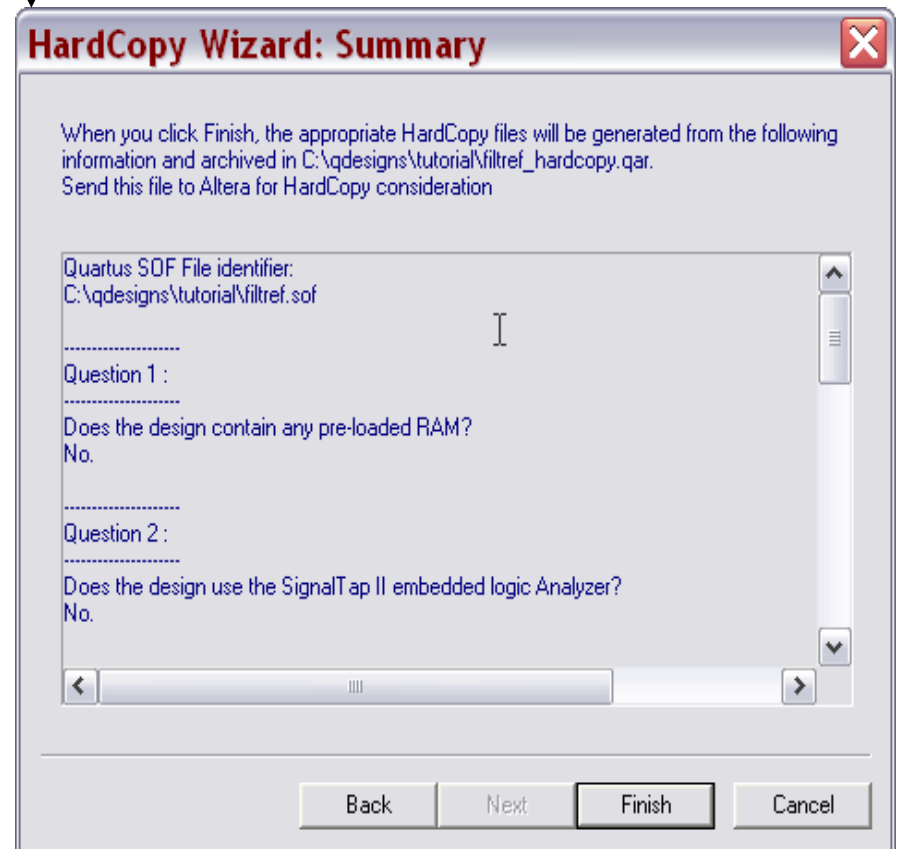 HardCopy Wizard: Summary
When you click Finish, the appropriate HardCopy files will be generated from the following
information and archived in C:\qdesigns\tutorial\filtref_hardcopy.qar.
Send this file to Altera for HardCopy consideration
Quartus SOF File identifier:
C:\qdesigns\tutorial\filtref.sof
---------------------
Question 1 :
---------------------
Does the design contain any pre-loaded RAM?
No.
---------------------
Question 2 :
---------------------
Does the design use the SignalTap II embedded logic Analyzer?
No.
Back Next Finish Cancel